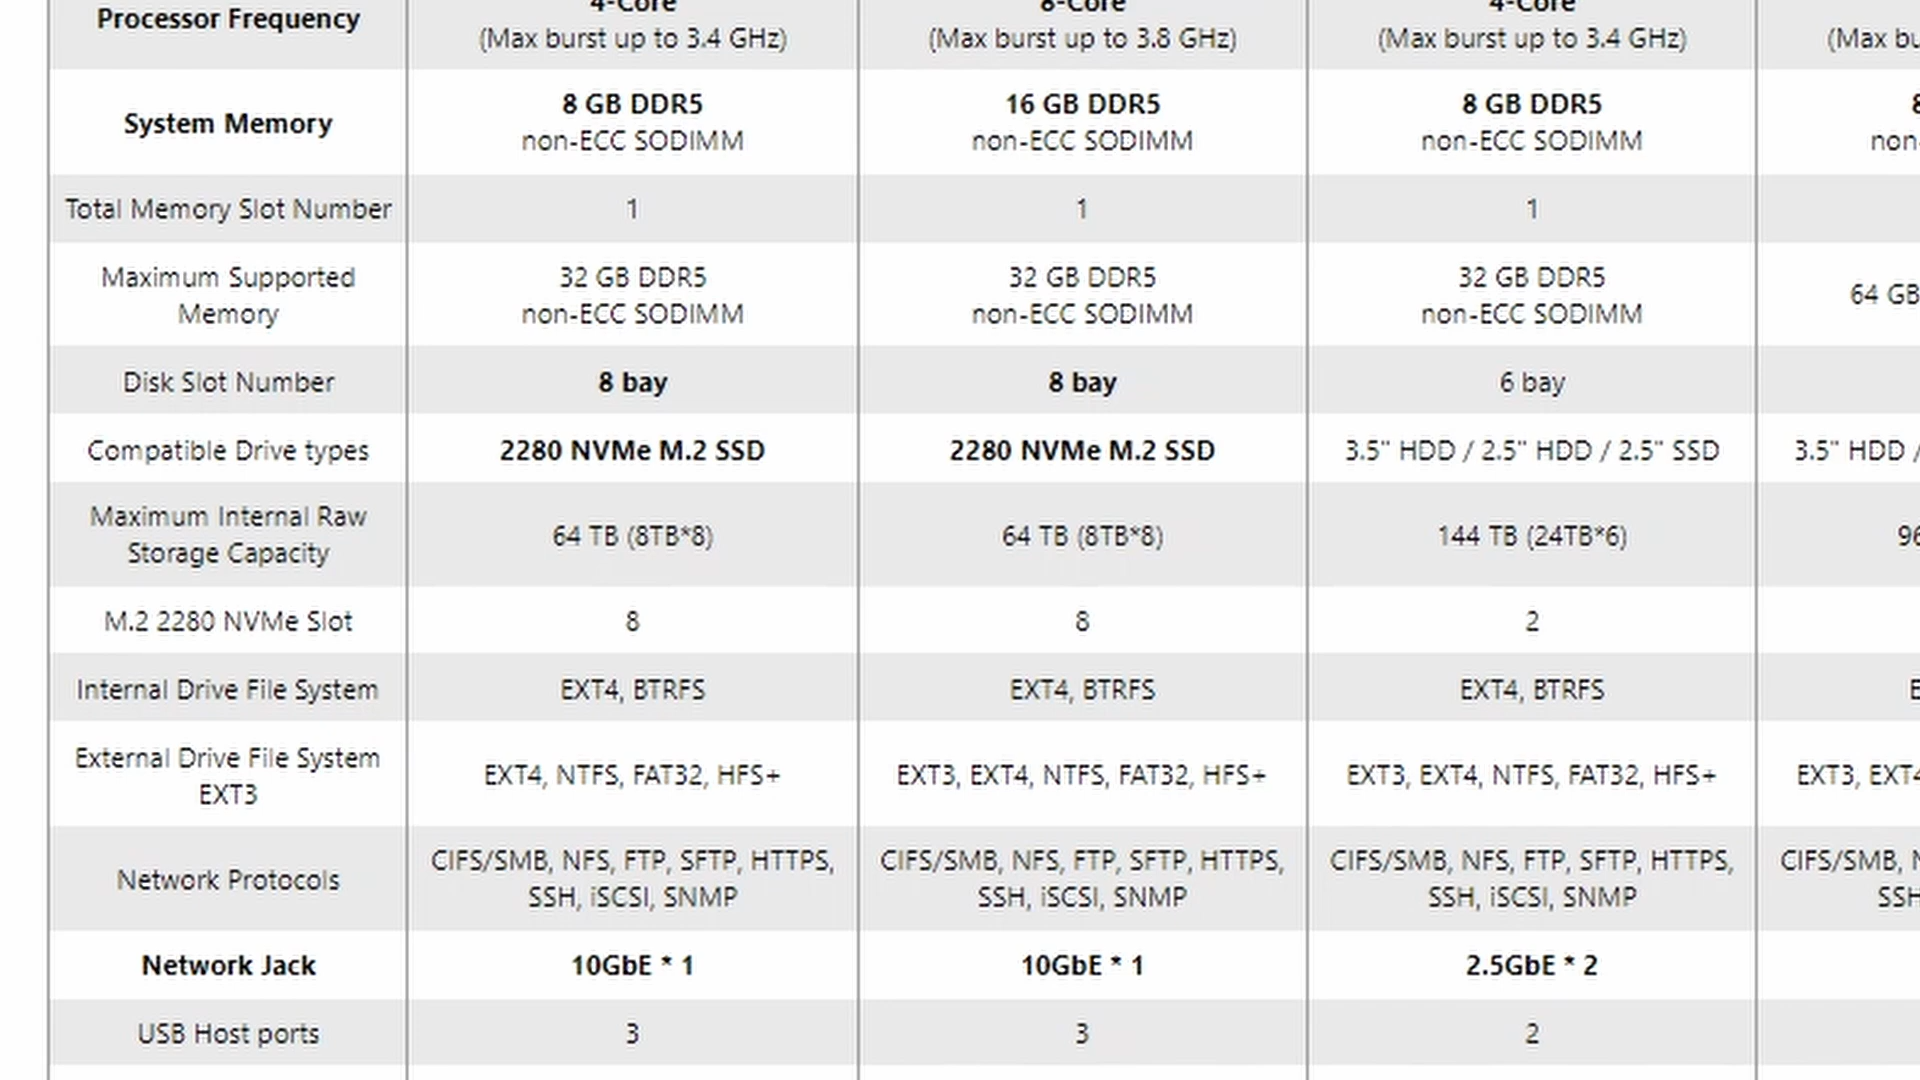 Processor Frequency
4-Core
(Max burst up to 3.4 GHz)
8-Core
(Max burst up to 3.8 GHz)
4-Core
(Max burst up to 3.4 GHz)
(Max bu
System Memory
8 GB DDR5
non-ECC SODIMM
16 GB DDR5
non-ECC SODIMM
8 GB DDR5
non-ECC SODIMM
8
non-
Total Memory Slot Number
1
1
1
Maximum Supported
Memory
32 GB DDR5
non-ECC SODIMM
32 GB DDR5
non-ECC SODIMM
32 GB DDR5
non-ECC SODIMM
64 GB
Disk Slot Number
8 bay
8 bay
6 bay
Compatible Drive types
2280 NVMe M.2 SSD
2280 NVMe M.2 SSD
3.5" HDD / 2.5" HDD / 2.5" SSD
3.5" HDD /
Maximum Internal Raw
Storage Capacity
64 TB (8TB*8)
64 TB (8TB*8)
144 TB (24TB*6)
96
M.2 2280 NVMe Slot
8
8
2
Internal Drive File System
EXT4, BTRFS
EXT4, BTRFS
EXT4, BTRFS
E
External Drive File System
EXT3
EXT4, NTFS, FAT32, HFS+
EXT3, EXT4, NTFS, FAT32, HFS+
EXT3, EXT4, NTFS, FAT32, HFS+
EXT3, EXT4
Network Protocols
CIFS/SMB, NFS, FTP, SFTP, HTTPS,
SSH, iSCSI, SNMP
CIFS/SMB, NFS, FTP, SFTP, HTTPS,
SSH, iSCSI, SNMP
CIFS/SMB, NFS, FTP, SFTP, HTTPS,
SSH, iSCSI, SNMP
CIFS/SMB, N
SSH
Network Jack
10GbE * 1
10GbE * 1
2.5GbE * 2
USB Host ports
3
3
2